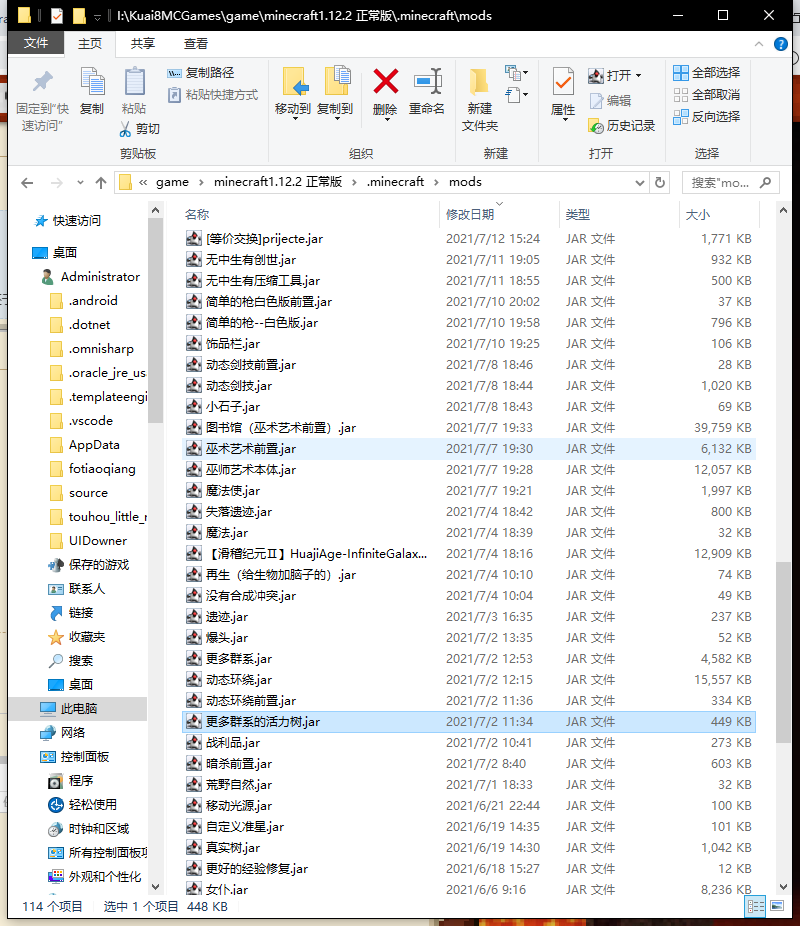 I:\Kuai8MCGames\game\minecraft1.12.2 正常版\.minecraft\mods
文件 主页 共享 查看
固定到"快速访问"
复制
粘贴
复制路径
粘贴快捷方式
剪切
剪贴板
移动到 复制到 删除 重命名
组织
新建文件夹
新建
属性
打开
编辑
历史记录
打开
全部选择
全部取消
反向选择
选择
« game › minecraft1.12.2 正常版 › .minecraft › mods
搜索"mo...
快速访问
桌面
Administrator
.android
.dotnet
.omnisharp
.oracle_jre_us
.templateengi
.vscode
AppData
fotiaoqiang
source
touhou_little_r
UIDowner
保存的游戏
联系人
链接
收藏夹
搜索
桌面
此电脑
网络
控制面板
程序
轻松使用
时钟和区域
所有控制面板项
外观和个性化
名称 修改日期 类型 大小
[等价交换]prijecte.jar 2021/7/12 15:24 JAR 文件 1,771 KB
无中生有创世.jar 2021/7/11 19:05 JAR 文件 932 KB
无中生有压缩工具.jar 2021/7/11 18:55 JAR 文件 500 KB
简单的枪白色版前置.jar 2021/7/10 20:02 JAR 文件 37 KB
简单的枪--白色版.jar 2021/7/10 19:58 JAR 文件 796 KB
饰品栏.jar 2021/7/10 19:25 JAR 文件 106 KB
动态剑技前置.jar 2021/7/8 18:46 JAR 文件 28 KB
动态剑技.jar 2021/7/8 18:44 JAR 文件 1,020 KB
小石子.jar 2021/7/8 18:43 JAR 文件 69 KB
图书馆（巫术艺术前置）.jar 2021/7/7 19:33 JAR 文件 39,759 KB
巫术艺术前置.jar 2021/7/7 19:30 JAR 文件 6,132 KB
巫师艺术本体.jar 2021/7/7 19:28 JAR 文件 12,057 KB
魔法使.jar 2021/7/7 19:21 JAR 文件 1,997 KB
失落遗迹.jar 2021/7/4 18:42 JAR 文件 800 KB
魔法.jar 2021/7/4 18:39 JAR 文件 32 KB
【滑稽纪元Ⅱ】HuajiAge-InfiniteGalax... 2021/7/4 18:16 JAR 文件 12,909 KB
再生（给生物加脑子的）.jar 2021/7/4 10:10 JAR 文件 74 KB
没有合成冲突.jar 2021/7/4 10:04 JAR 文件 49 KB
遗迹.jar 2021/7/3 16:35 JAR 文件 237 KB
爆头.jar 2021/7/2 13:35 JAR 文件 52 KB
更多群系.jar 2021/7/2 12:53 JAR 文件 4,582 KB
动态环绕.jar 2021/7/2 12:15 JAR 文件 15,557 KB
动态环绕前置.jar 2021/7/2 11:36 JAR 文件 334 KB
更多群系的活力树.jar 2021/7/2 11:34 JAR 文件 449 KB
战利品.jar 2021/7/2 10:41 JAR 文件 273 KB
暗杀前置.jar 2021/7/2 8:40 JAR 文件 603 KB
荒野自然.jar 2021/7/1 18:33 JAR 文件 32 KB
移动光源.jar 2021/6/21 22:44 JAR 文件 100 KB
自定义准星.jar 2021/6/19 14:35 JAR 文件 101 KB
真实树.jar 2021/6/19 14:30 JAR 文件 1,042 KB
更好的经验修复.jar 2021/6/18 15:27 JAR 文件 12 KB
女仆.jar 2021/6/6 9:16 JAR 文件 8,236 KB
114 个项目 选中 1 个项目 448 KB